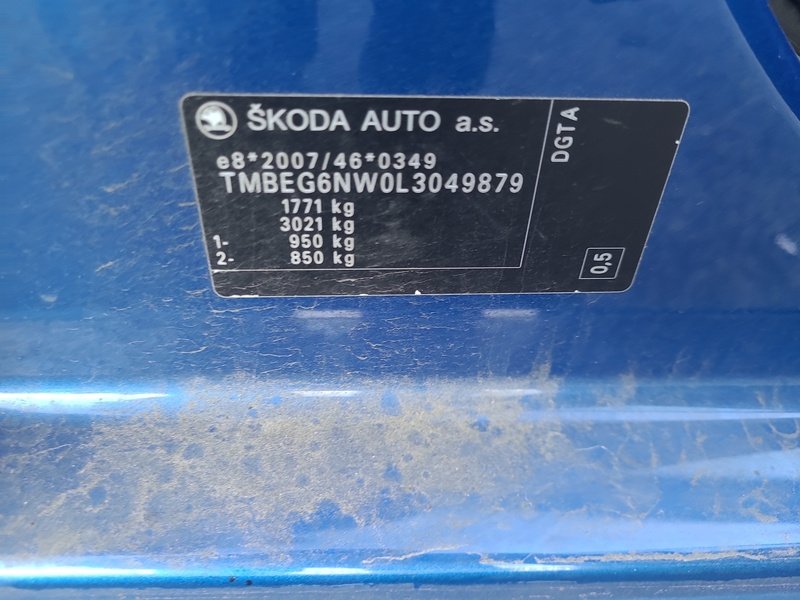 ŠKODA AUTO a.s.
e8*2007/46*0349
TMBEG6NW0L3049879
1771 kg
3021 kg
1- 950 kg
2- 850 kg
DGTA
0,5